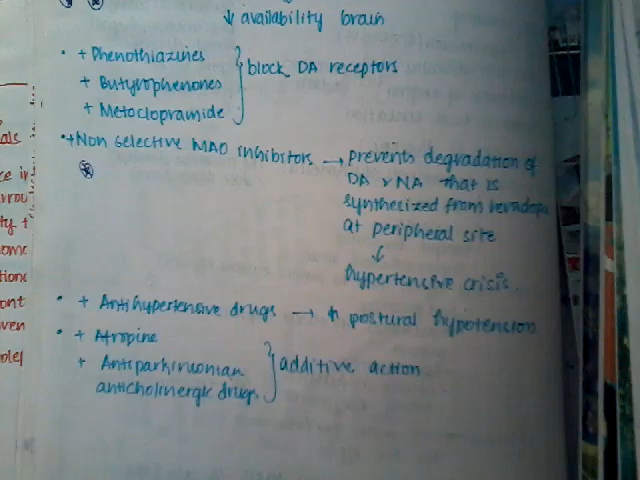 ↓ availability brain
• + Phenothiazines
+ Butyrophenones
+ Metoclopramide
} block DA receptors
• + Non selective MAO inhibitors → prevents degradation of
DA & NA that is
synthesized from levodopa
at peripheral site
↓
hypertensive crisis.
• + Antihypertensive drugs → ↑ postural hypotension
• + Atropine
+ Antiparkinsonian
anticholinergic drugs
} additive action